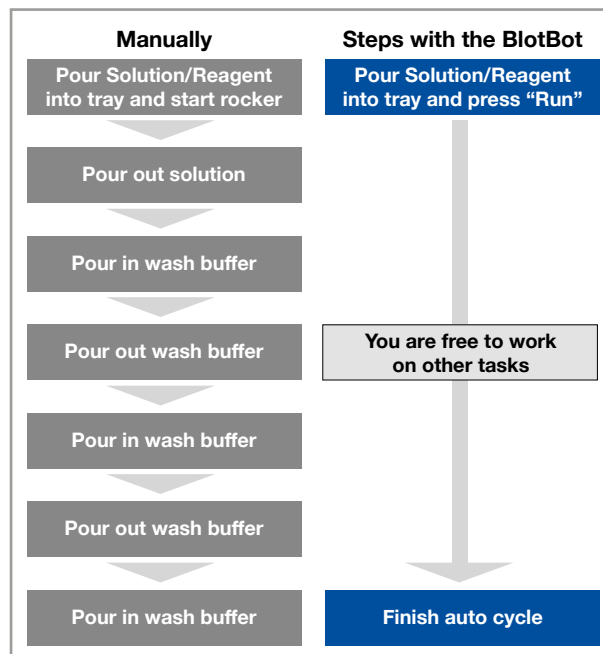 Manually
Pour Solution/Reagent
into tray and start rocker
Pour out solution
Pour in wash buffer
Pour out wash buffer
Pour in wash buffer
Pour out wash buffer
Pour in wash buffer
Steps with the BlotBot
Pour Solution/Reagent
into tray and press “Run”
You are free to work
on other tasks
Finish auto cycle